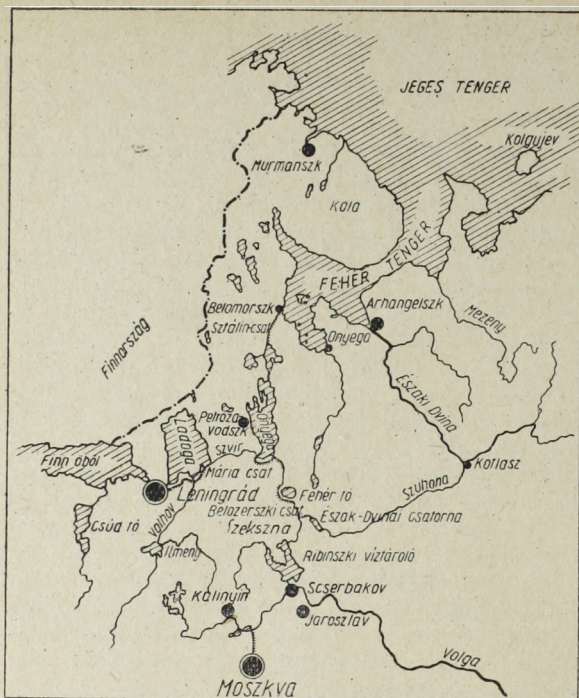 JEGES TENGER
Kolgujev
Murmanszk
Kola
FEHÉR TENGER
Belomorszk
Sztálin-csat
Arhangelszk
Mezeny
Onyega
Finnország
Északi Dvina
Petroza
vodszk
Onyega
Ladoga
Szvir
Finn öböl
Kotlasz
Mária csat
Leningrád
Fehér tó
Szuhona
Belozerszki csat
Észak-Dvinai Csatorna
Csúd tó
Volhov
Szekszna
Ilmeny
Ribinszki víztároló
Kálinyin
Scserbakov
Jaroszláv
Volga
Moszkva